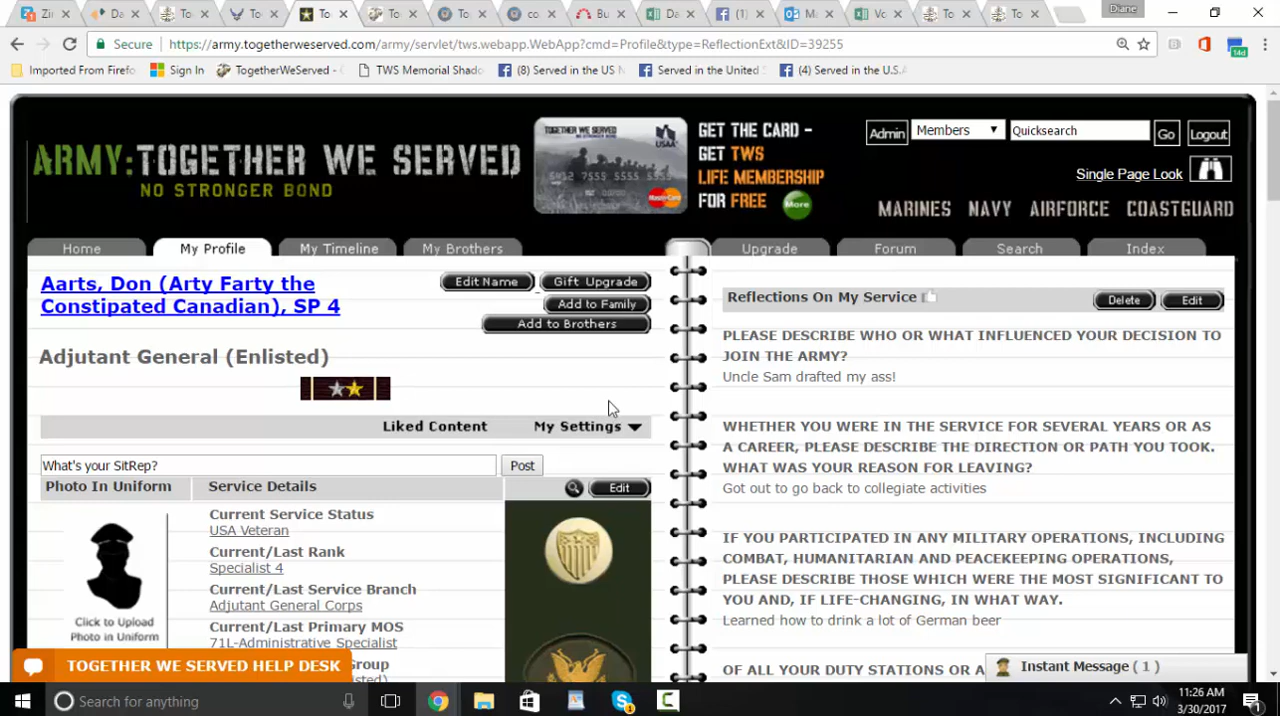 Diane
Secure
https://army.togetherweserved.com/army/servlet/tws.webapp.WebApp?cmd=Profile&type=ReflectionExt&ID=39255
14d
Imported From Firefo
Sign In
TogetherWeServed - (
TWS Memorial Shado
(8) Served in the US N
Served in the United S
(4) Served in the U.S.A
ARMY:TOGETHER WE SERVED
NO STRONGER BOND
TOGETHER WE SERVED
USAA
MasterCard
GET THE CARD –
GET TWS
LIFE MEMBERSHIP
FOR FREE
More
Admin
Members
Quicksearch
Go
Logout
Single Page Look
MARINES NAVY AIRFORCE COASTGUARD
Home
My Profile
My Timeline
My Brothers
Upgrade
Forum
Search
Index
Aarts, Don (Arty Farty the
Constipated Canadian), SP 4
Edit Name
Gift Upgrade
Add to Family
Add to Brothers
Adjutant General (Enlisted)
Liked Content
My Settings
What's your SitRep?
Post
Photo In Uniform
Service Details
Edit
Click to Upload
Photo in Uniform
Current Service Status
USA Veteran
Current/Last Rank
Specialist 4
Current/Last Service Branch
Adjutant General Corps
Current/Last Primary MOS
71L-Administrative Specialist
Reflections On My Service
Delete
Edit
PLEASE DESCRIBE WHO OR WHAT INFLUENCED YOUR DECISION TO
JOIN THE ARMY?
Uncle Sam drafted my ass!
WHETHER YOU WERE IN THE SERVICE FOR SEVERAL YEARS OR AS
A CAREER, PLEASE DESCRIBE THE DIRECTION OR PATH YOU TOOK.
WHAT WAS YOUR REASON FOR LEAVING?
Got out to go back to collegiate activities
IF YOU PARTICIPATED IN ANY MILITARY OPERATIONS, INCLUDING
COMBAT, HUMANITARIAN AND PEACEKEEPING OPERATIONS,
PLEASE DESCRIBE THOSE WHICH WERE THE MOST SIGNIFICANT TO
YOU AND, IF LIFE-CHANGING, IN WHAT WAY.
Learned how to drink a lot of German beer
OF ALL YOUR DUTY STATIONS OR A
TOGETHER WE SERVED HELP DESK
Instant Message ( 1 )
Search for anything
11:26 AM
3/30/2017